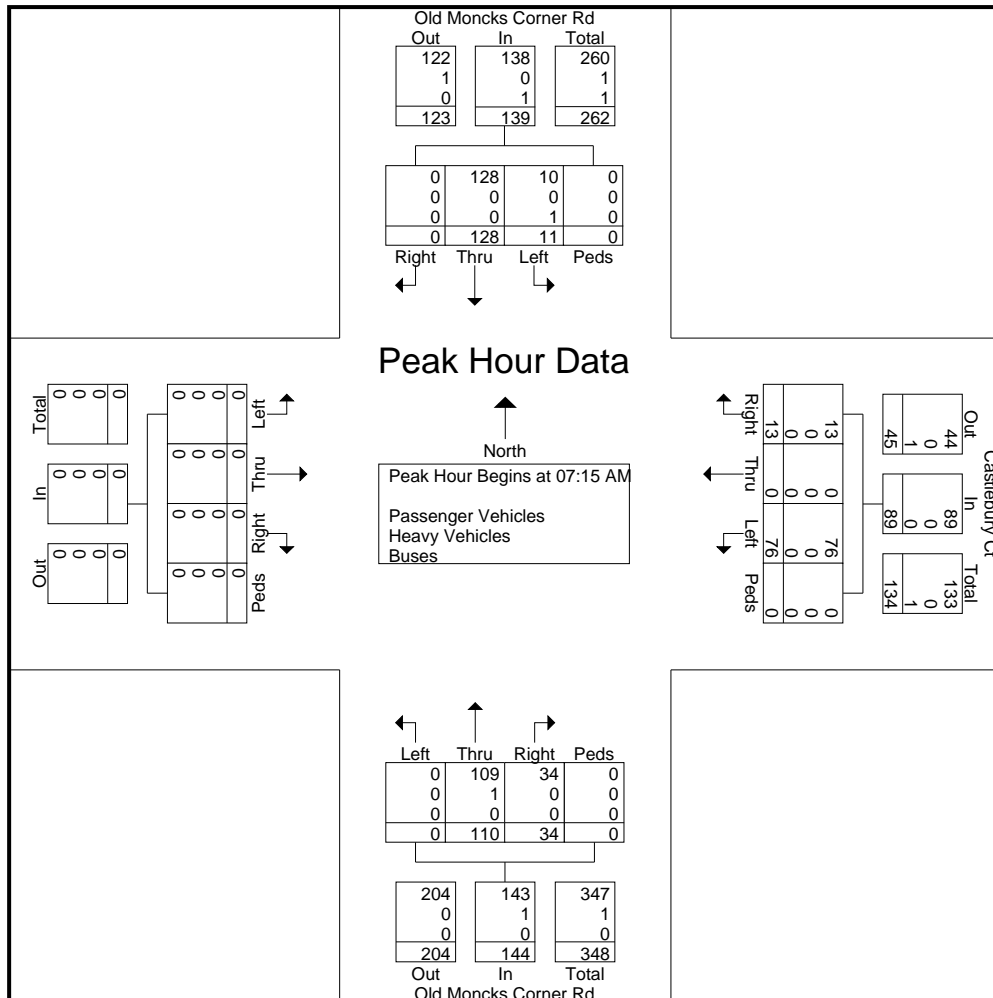 Old Moncks Corner Rd
Out In Total
122 138 260
1 0 1
0 1 1
123 139 262
0 128 10 0
0 0 0 0
0 0 1 0
0 128 11 0
Right Thru Left Peds
Peak Hour Data
North
Peak Hour Begins at 07:15 AM
Passenger Vehicles
Heavy Vehicles
Buses
Total
0 0 0 0
In
0 0 0 0
Out
0 0 0 0
Left
0 0 0 0
Thru
0 0 0 0
Right
0 0 0 0
Peds
0 0 0 0
Right
13 0 0 13
Thru
0 0 0 0
Left
76 0 0 76
Peds
0 0 0 0
Castlebury Ct
Out
44 0 1 45
In
89 0 0 89
Total
133 0 1 134
Left Thru Right Peds
0 109 34 0
0 1 0 0
0 0 0 0
0 110 34 0
204 143 347
0 1 1
0 0 0
204 144 348
Out In Total
Old Moncks Corner Rd